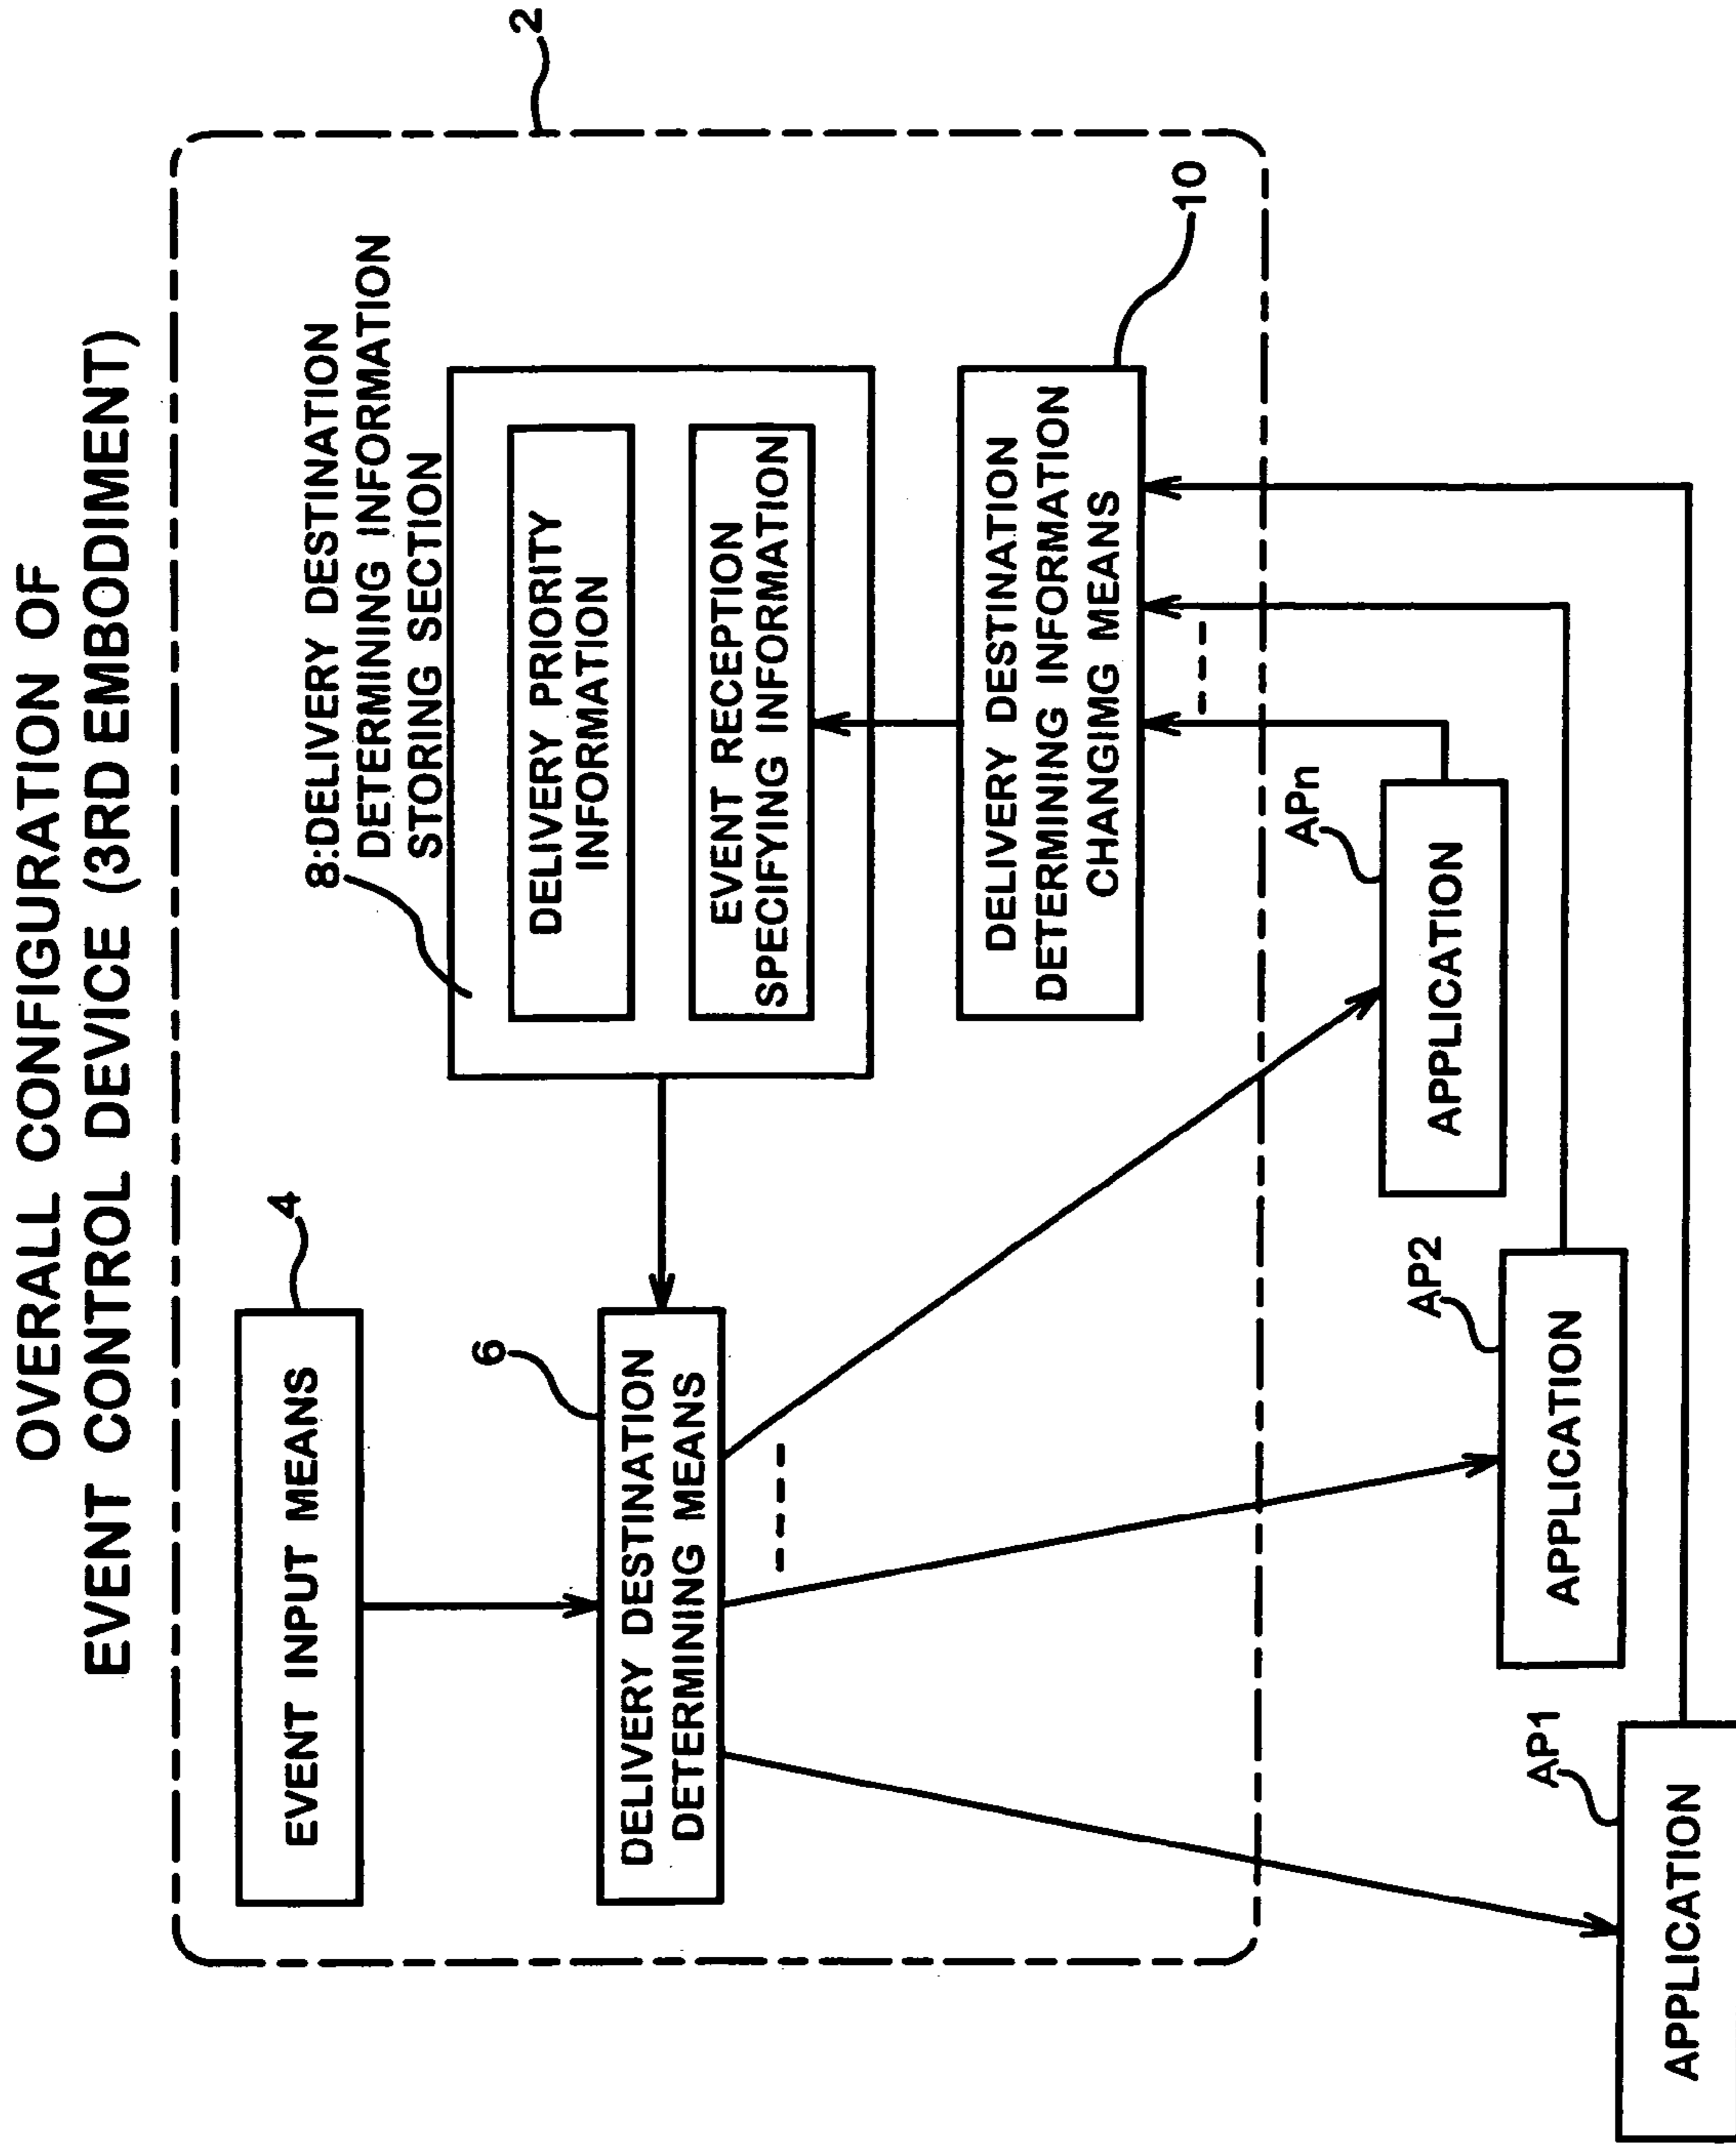 OVERALL CONFIGURATION OF
EVENT CONTROL DEVICE (3RD EMBODIMENT)
2
4
EVENT INPUT MEANS
6
DELIVERY DESTINATION
DETERMINING MEANS
8:DELIVERY DESTINATION
DETERMINING INFORMATION
STORING SECTION
DELIVERY PRIORITY
INFORMATION
EVENT RECEPTION
SPECIFYING INFORMATION
10
DELIVERY DESTINATION
DETERMINING INFORMATION
CHANGIMG MEANS
APn
APPLICATION
AP2
APPLICATION
AP1
APPLICATION